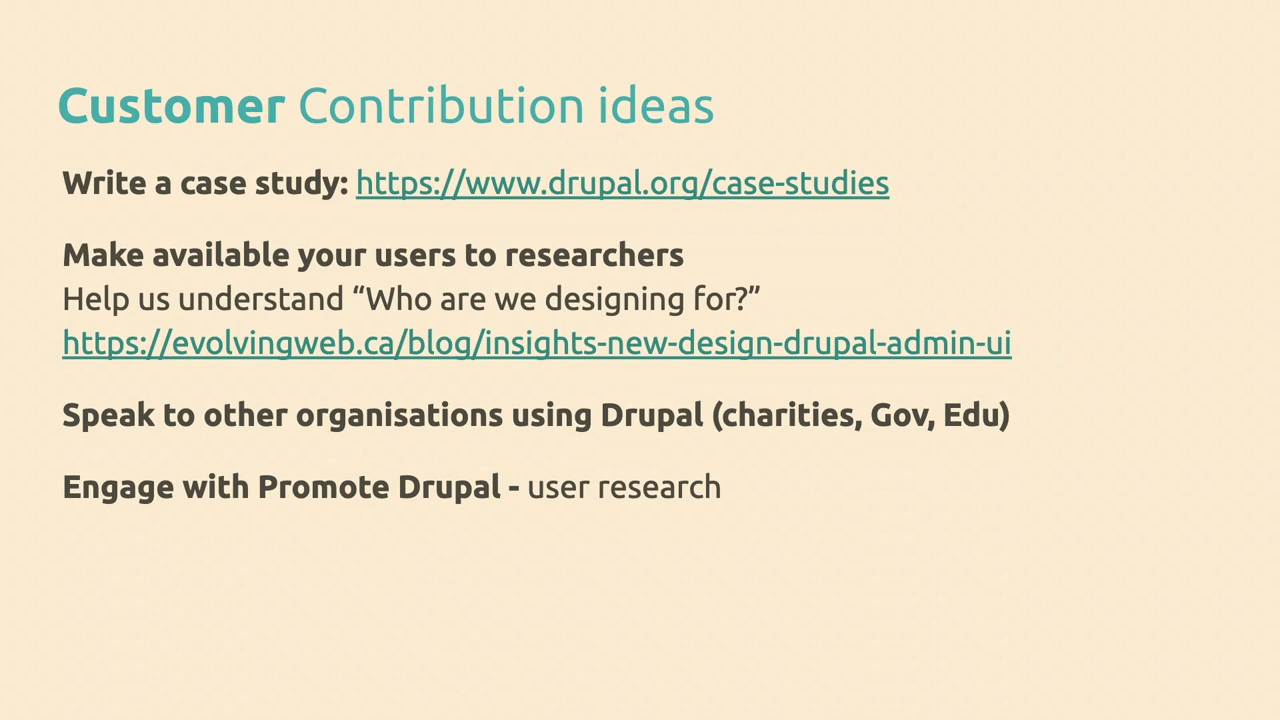 Customer Contribution ideas
Write a case study: https://www.drupal.org/case-studies
Make available your users to researchers
Help us understand “Who are we designing for?”
https://evolvingweb.ca/blog/insights-new-design-drupal-admin-ui
Speak to other organisations using Drupal (charities, Gov, Edu)
Engage with Promote Drupal - user research